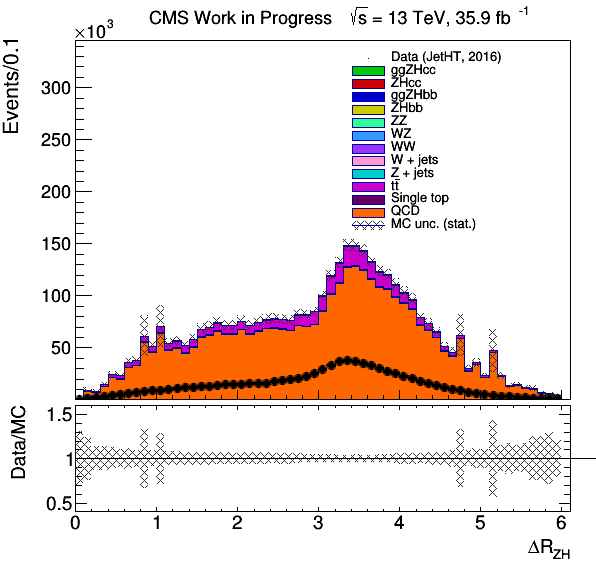 CMS Work in Progress √s = 13 TeV, 35.9 fb⁻¹
×10³
Events/0.1
300
250
200
150
100
50
Data (JetHT, 2016)
ggZHcc
ZHcc
ggZHbb
ZHbb
ZZ
WZ
WW
W + jets
Z + jets
tt̄
Single top
QCD
MC unc. (stat.)
Data/MC
1.5
1
0.5
0 1 2 3 4 5 6
ΔR_ZH